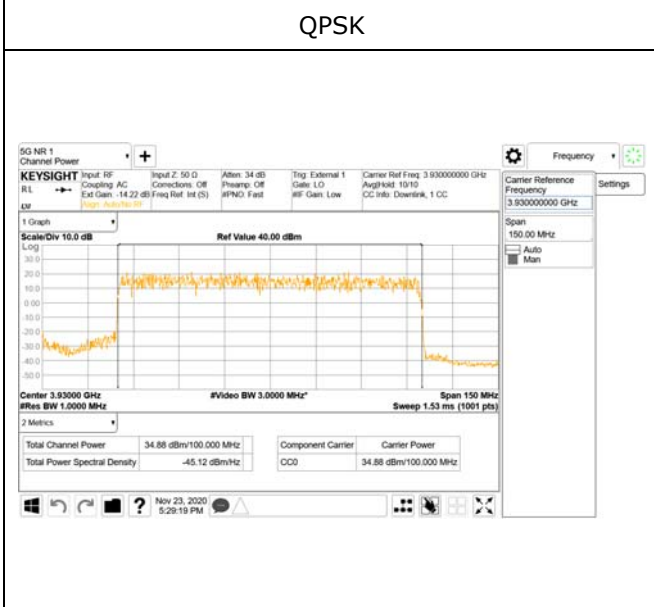 QPSK
5G NR 1
Channel Power
Frequency
KEYSIGHT
Input: RF
Input Z: 50 Ω
Atten: 34 dB
Trig: External 1
Carrier Ref Freq: 3.930000000 GHz
RL
Coupling: AC
Corrections: Off
Preamp: Off
Gate: LO
Avg|Hold: 10/10
Ext Gain: -14.22 dB
Freq Ref: Int (S)
#PNO: Fast
#IF Gain: Low
CC Info: Downlink, 1 CC
Align: Auto/No RF
Carrier Reference
Frequency
3.930000000 GHz
Settings
Span
150.00 MHz
Auto
Man
1 Graph
Scale/Div 10.0 dB
Ref Value 40.00 dBm
Log
30.0
20.0
10.0
0.00
-10.0
-20.0
-30.0
-40.0
-50.0
Center 3.93000 GHz
#Video BW 3.0000 MHz*
Span 150 MHz
#Res BW 1.0000 MHz
Sweep 1.53 ms (1001 pts)
2 Metrics
Total Channel Power 34.88 dBm/100.000 MHz
Component Carrier Carrier Power
Total Power Spectral Density -45.12 dBm/Hz
CC0 34.88 dBm/100.000 MHz
Nov 23, 2020
5:29:19 PM